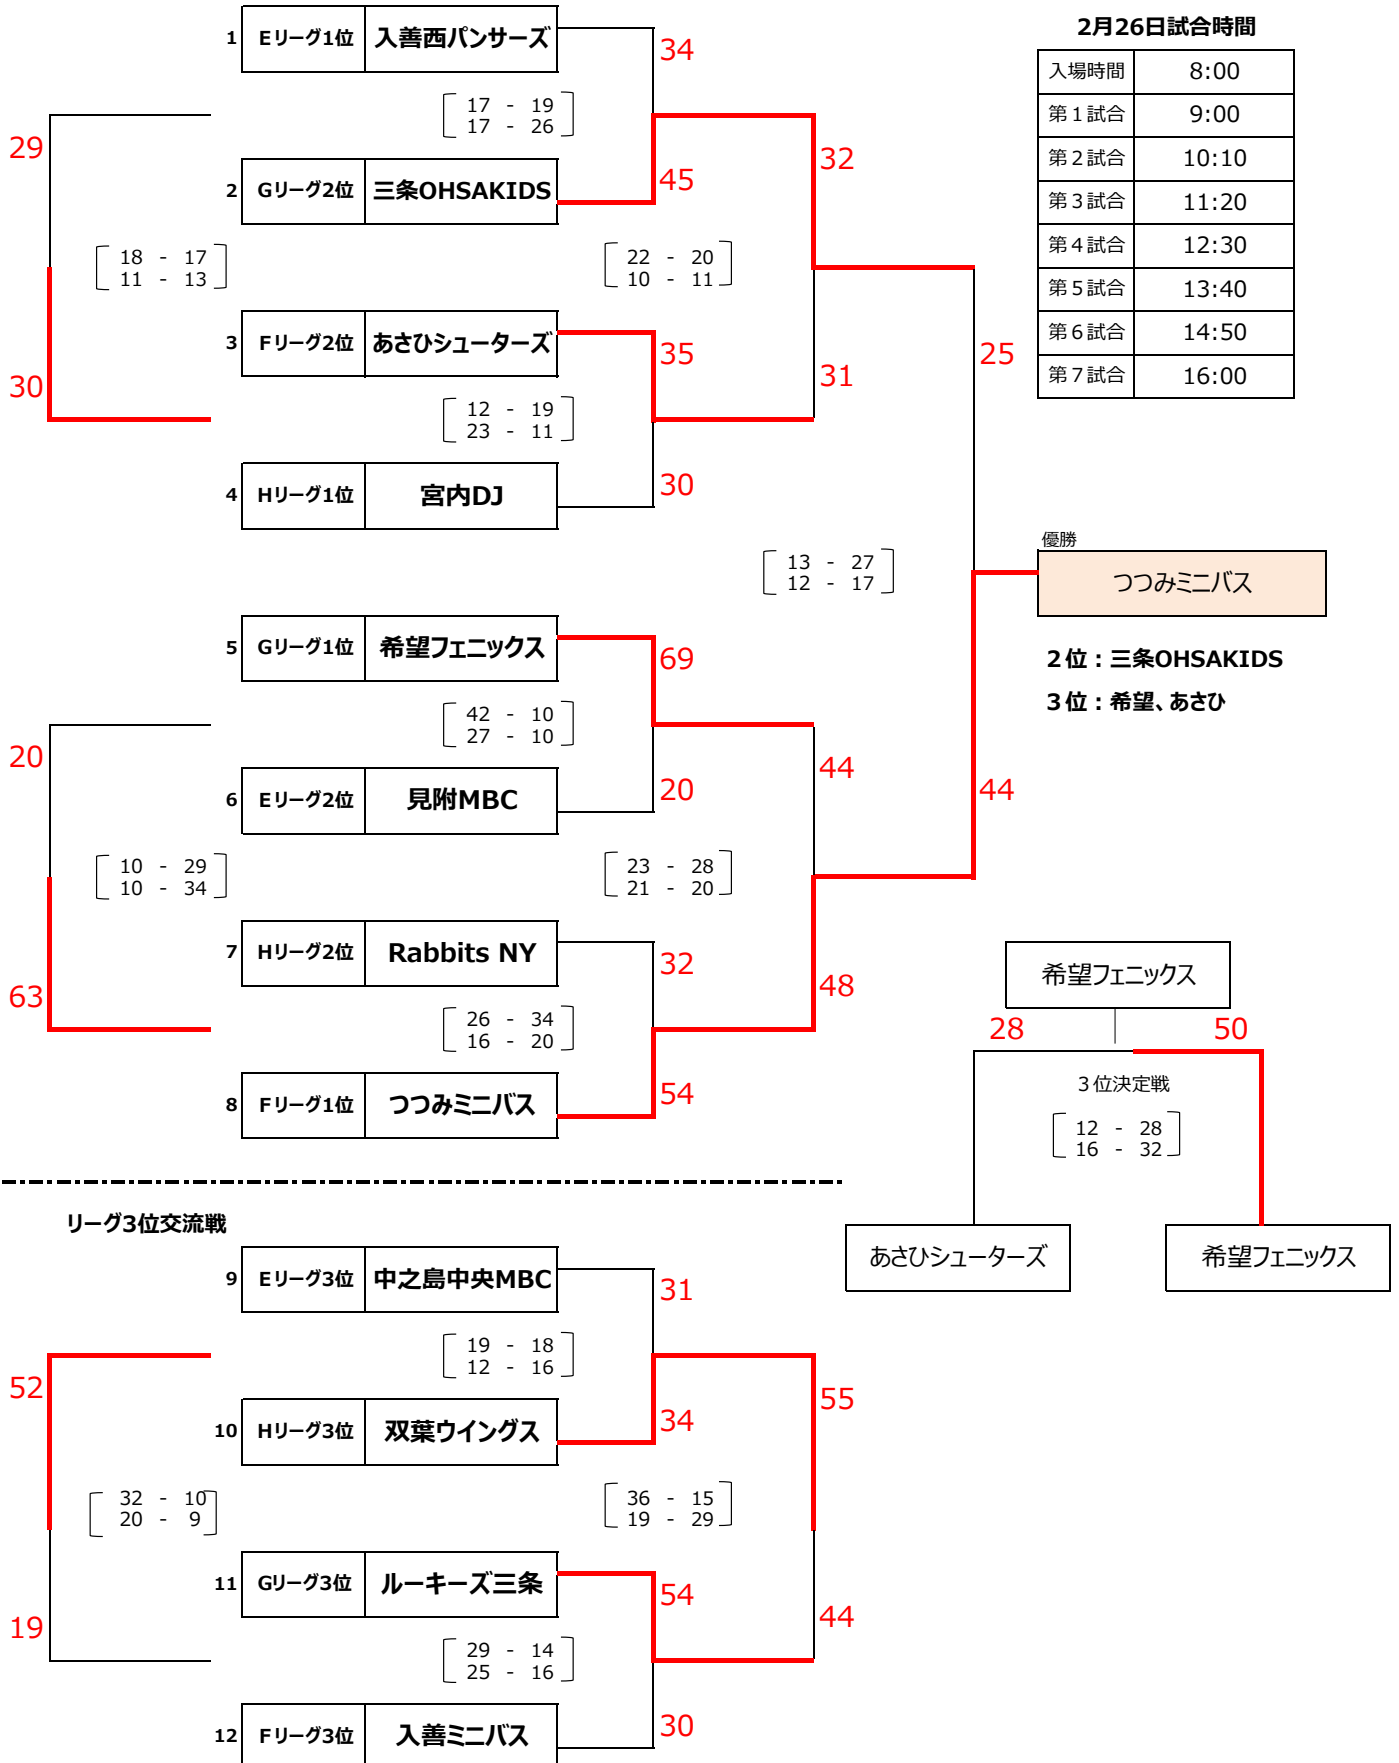 2月26日試合時間
入場時間 8:00
第1試合 9:00
第2試合 10:10
第3試合 11:20
第4試合 12:30
第5試合 13:40
第6試合 14:50
第7試合 16:00
1 Eリーグ1位 入善西パンサーズ 34
17 - 19
17 - 26
29
32
2 Gリーグ2位 三条OHSAKIDS 45
18 - 17
11 - 13
22 - 20
10 - 11
3 Fリーグ2位 あさひシューターズ 35
25
30
31
12 - 19
23 - 11
4 Hリーグ1位 宮内DJ 30
13 - 27
12 - 17
優勝
つつみミニバス
2位：三条OHSAKIDS
3位：希望、あさひ
5 Gリーグ1位 希望フェニックス 69
42 - 10
27 - 10
20
44
6 Eリーグ2位 見附MBC 20
44
10 - 29
10 - 34
23 - 28
21 - 20
7 Hリーグ2位 Rabbits NY 32
63
48
26 - 34
16 - 20
8 Fリーグ1位 つつみミニバス 54
希望フェニックス
28 50
3位決定戦
12 - 28
16 - 32
あさひシューターズ 希望フェニックス
リーグ3位交流戦
9 Eリーグ3位 中之島中央MBC 31
19 - 18
12 - 16
52
55
10 Hリーグ3位 双葉ウイングス 34
32 - 10
20 - 9
36 - 15
19 - 29
11 Gリーグ3位 ルーキーズ三条 54
19
44
29 - 14
25 - 16
12 Fリーグ3位 入善ミニバス 30